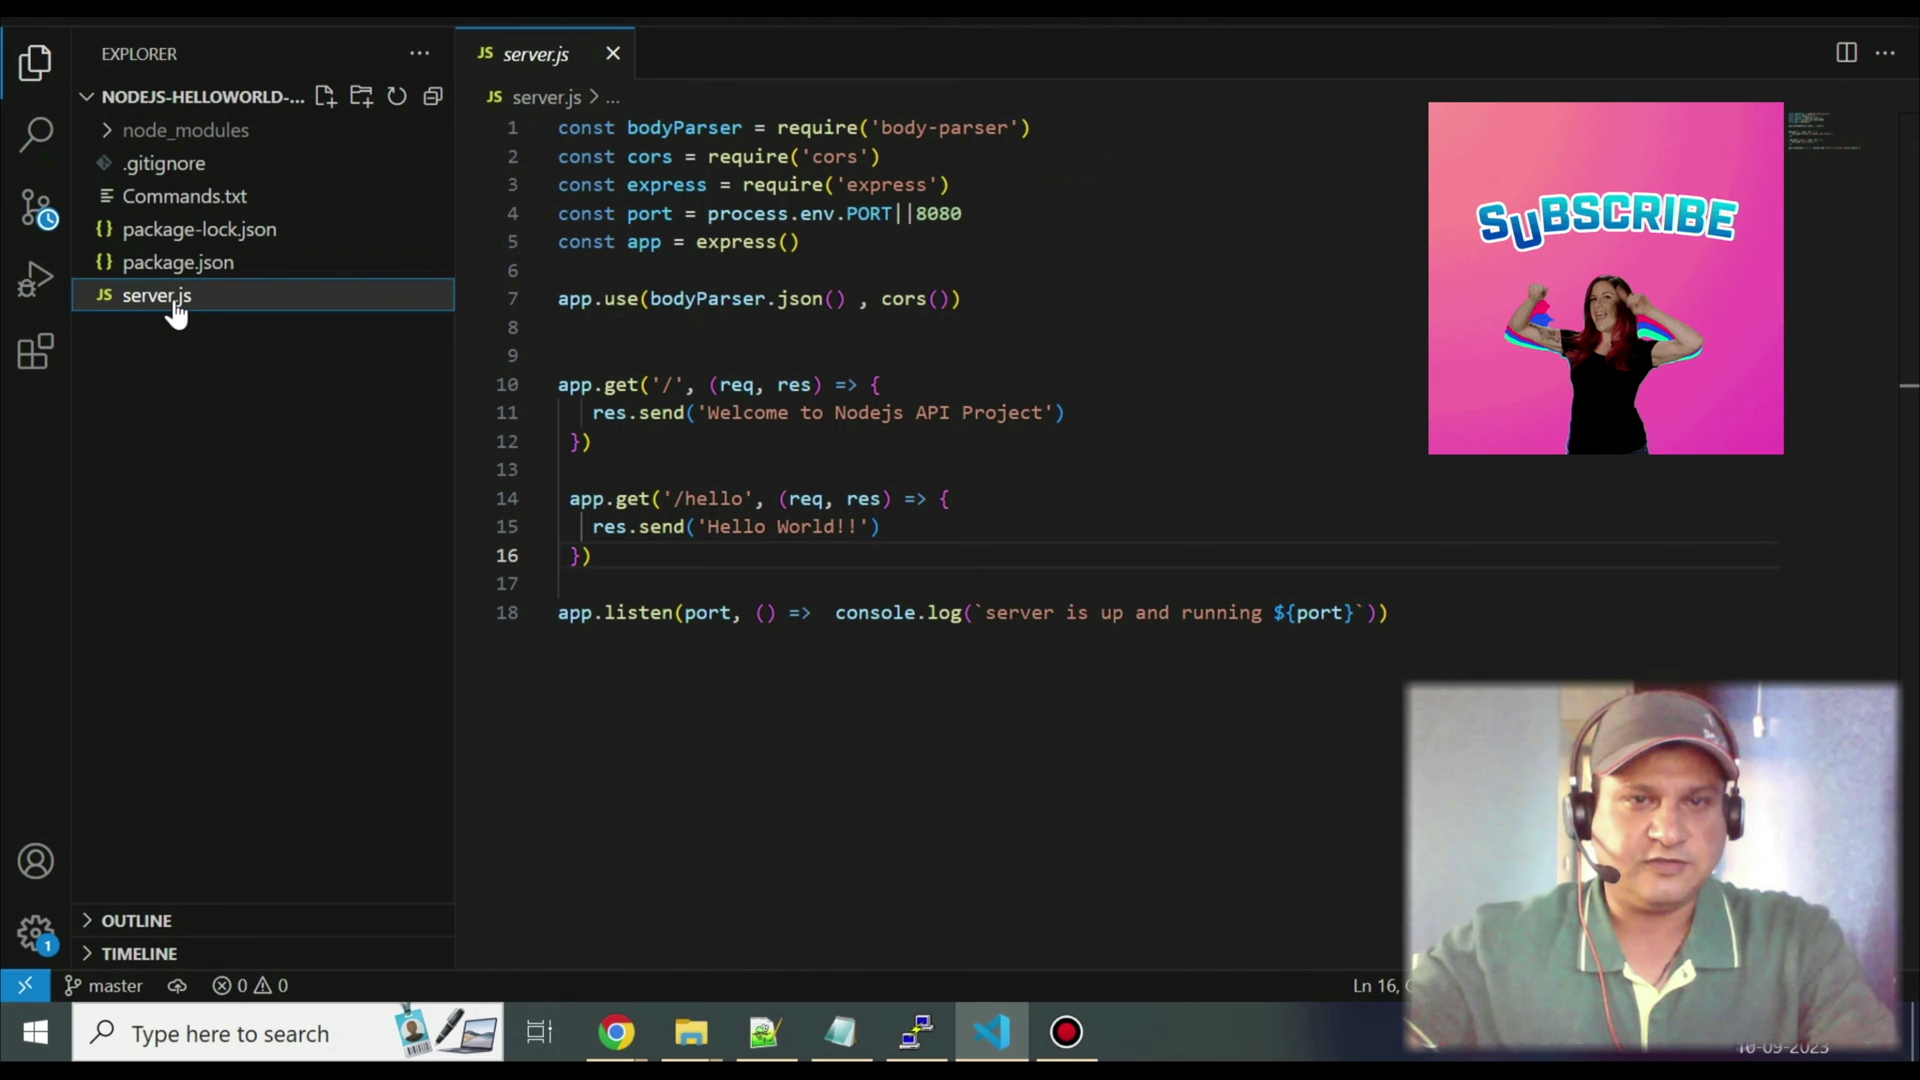 EXPLORER
NODEJS-HELLOWORLD-...
node_modules
.gitignore
Commands.txt
package-lock.json
package.json
JS server.js
OUTLINE
TIMELINE
JS server.js
JS server.js > ...
1 const bodyParser = require('body-parser')
2 const cors = require('cors')
3 const express = require('express')
4 const port = process.env.PORT||8080
5 const app = express()
6
7 app.use(bodyParser.json() , cors())
8
9
10 app.get('/', (req, res) => {
11 res.send('Welcome to Nodejs API Project')
12 })
13
14 app.get('/hello', (req, res) => {
15 res.send('Hello World!!')
16 })
17
18 app.listen(port, () => console.log(`server is up and running ${port}`))
SUBSCRIBE
1
master
0
0
Ln 16,
Type here to search
10-09-2023